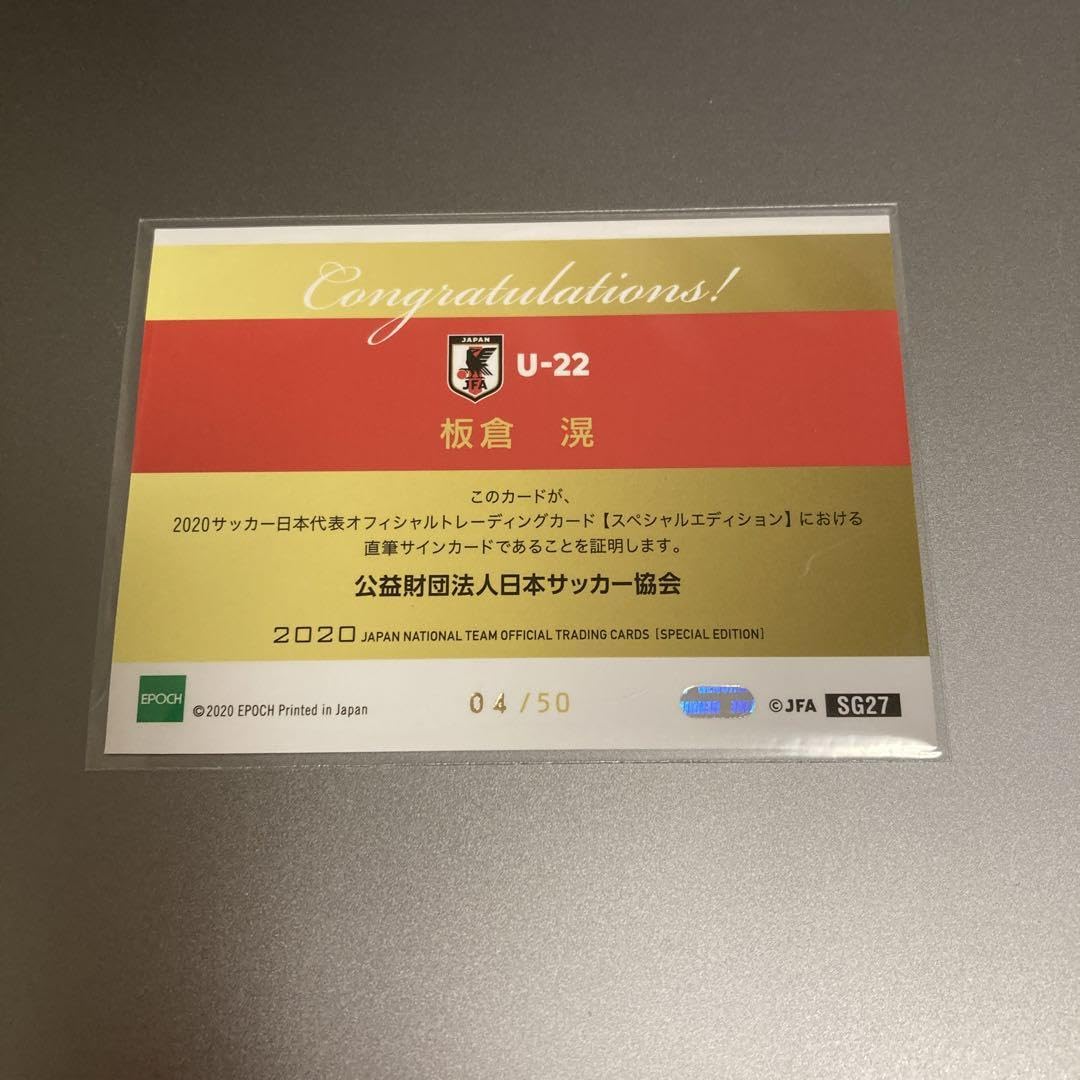 Congratulations!
JAPAN
JFA
U-22
板倉 滉
このカードが、
2020サッカー日本代表オフィシャルトレーディングカード【スペシャルエディション】における
直筆サインカードであることを証明します。
公益財団法人日本サッカー協会
2020 JAPAN NATIONAL TEAM OFFICIAL TRADING CARDS [SPECIAL EDITION]
EPOCH
©2020 EPOCH Printed in Japan
04/50
©JFA SG27